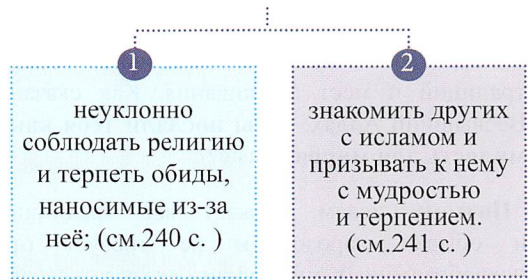 1
неуклонно
соблюдать религию
и терпеть обиды,
наносимые из-за
неё; (см.240 с. )
2
знакомить других
с исламом и
призывать к нему
с мудростью
и терпением.
(см.241 с. )